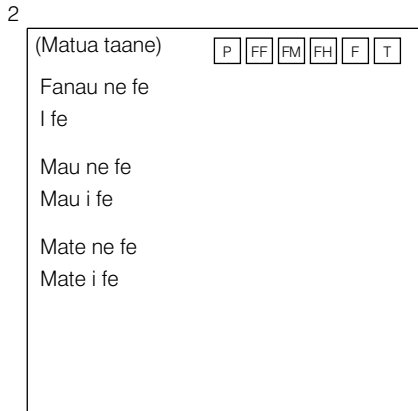 2
(Matua taane) P FF FM FH F T
Fanau ne fe
I fe
Mau ne fe
Mau i fe
Mate ne fe
Mate i fe